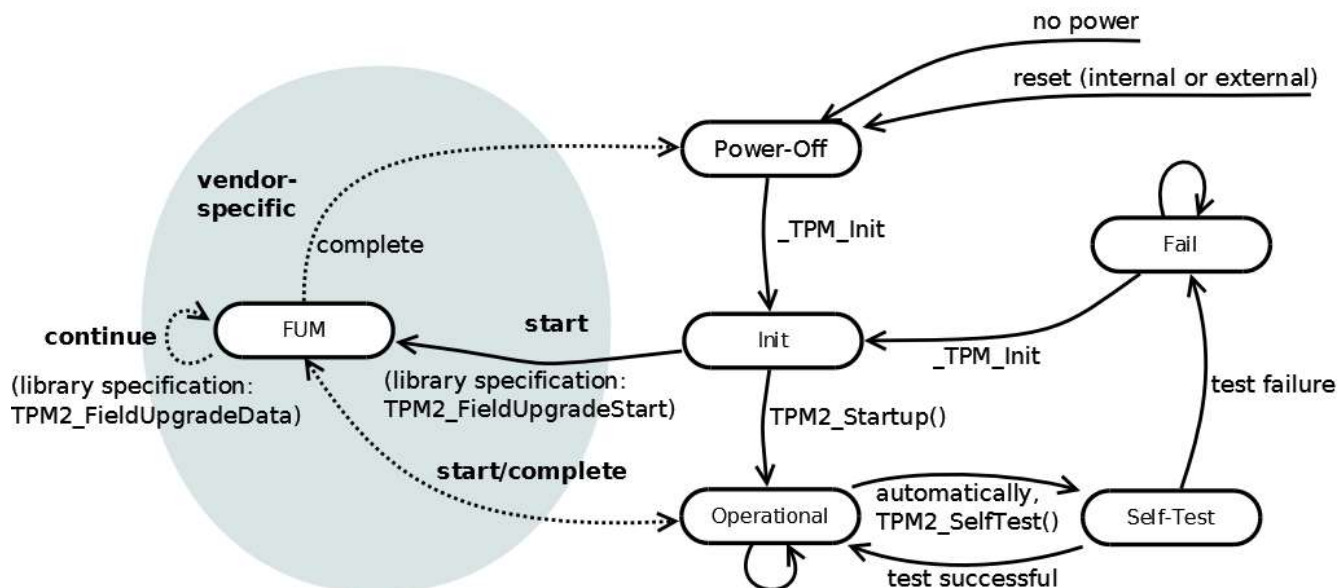 no power
reset (internal or external)
Power-Off
vendor-
specific
complete
_TPM_Init
Fail
FUM
continue
start
Init
_TPM_Init
(library specification:
TPM2_FieldUpgradeData)
(library specification:
TPM2_FieldUpgradeStart)
test failure
TPM2_Startup()
start/complete
Operational
automatically,
TPM2_SelfTest()
Self-Test
test successful